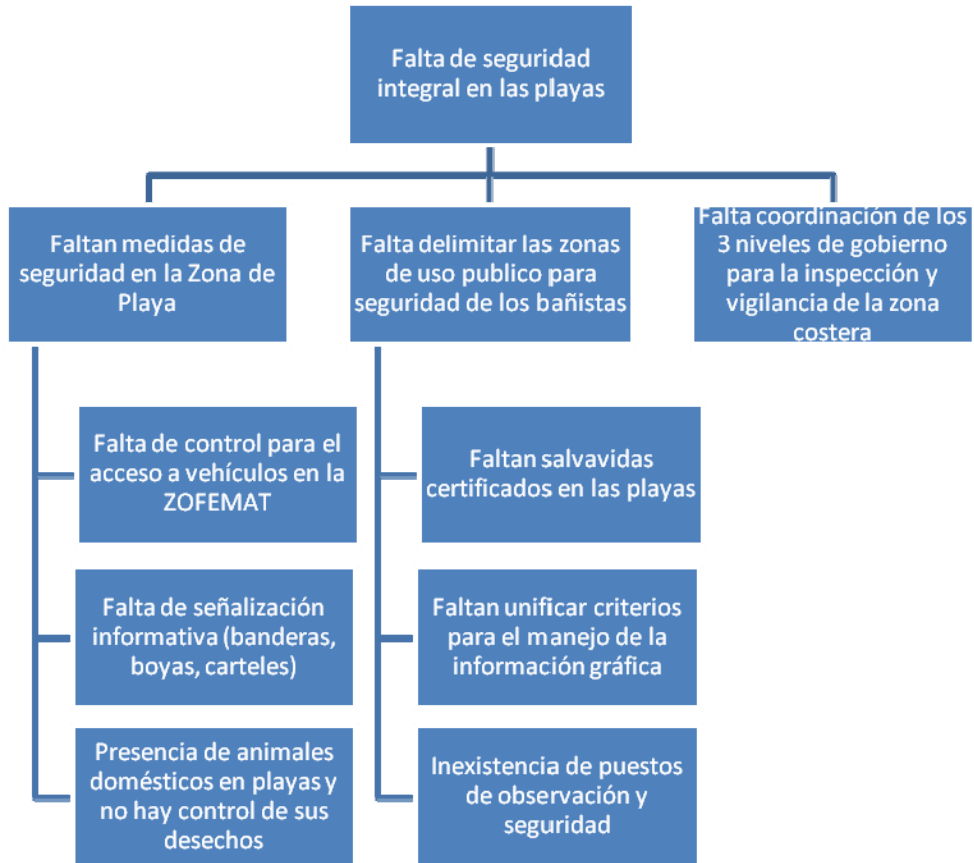 Falta de seguridad
integral en las playas
Faltan medidas de
seguridad en la Zona de
Playa
Falta delimitar las zonas
de uso publico para
seguridad de los bañistas
Falta coordinación de los
3 niveles de gobierno
para la inspección y
vigilancia de la zona
costera
Falta de control para el
acceso a vehículos en la
ZOFEMAT
Falta de señalización
informativa (banderas,
boyas, carteles)
Presencia de animales
domésticos en playas y
no hay control de sus
desechos
Faltan salvavidas
certificados en las playas
Faltan unificar criterios
para el manejo de la
información gráfica
Inexistencia de puestos
de observación y
seguridad